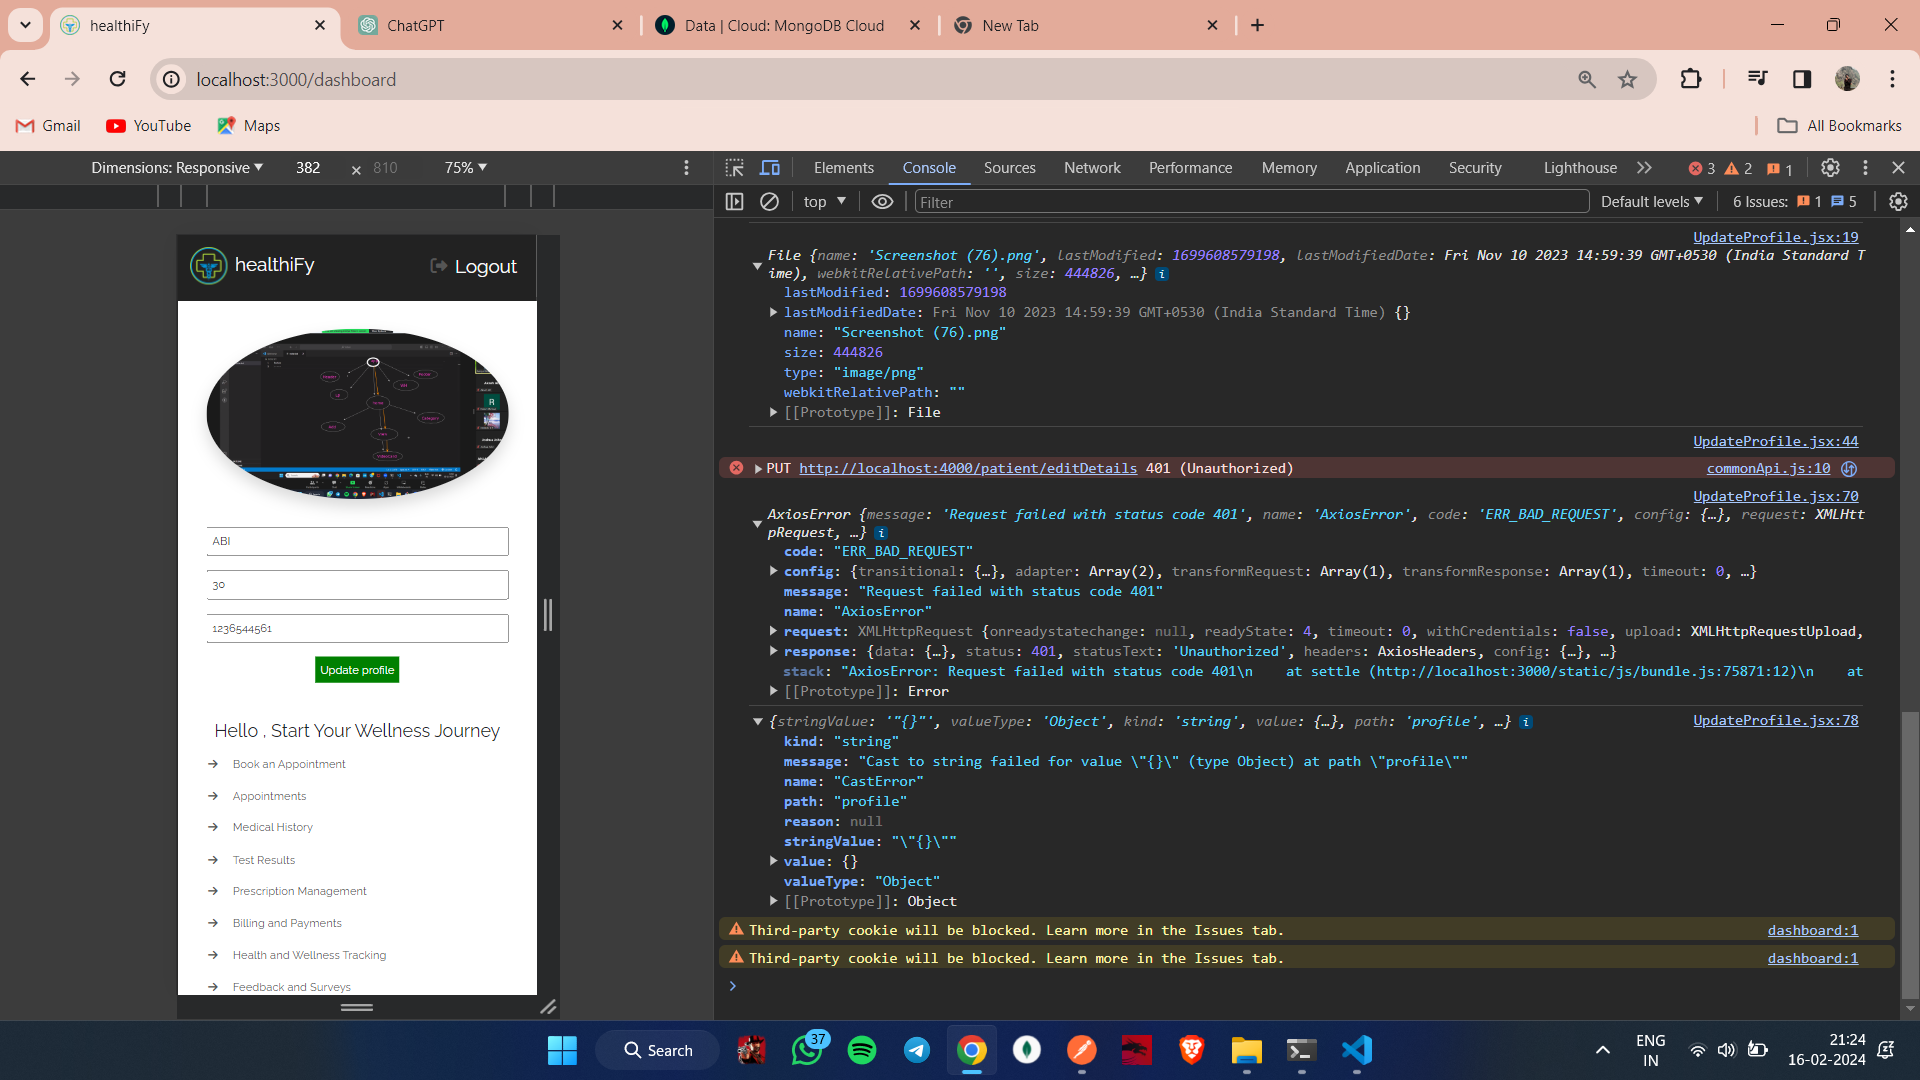 healthiFy
ChatGPT
Data | Cloud: MongoDB Cloud
New Tab
localhost:3000/dashboard
Gmail
YouTube
Maps
All Bookmarks
Dimensions: Responsive
382 × 810
75%
Elements
Console
Sources
Network
Performance
Memory
Application
Security
Lighthouse
3
2
1
top
Filter
Default levels
6 Issues: 1 5
healthiFy
Logout
ABI
30
1236544561
Update profile
Hello , Start Your Wellness Journey
Book an Appointment
Appointments
Medical History
Test Results
Prescription Management
Billing and Payments
Health and Wellness Tracking
Feedback and Surveys
UpdateProfile.jsx:19
File {name: 'Screenshot (76).png', lastModified: 1699608579198, lastModifiedDate: Fri Nov 10 2023 14:59:39 GMT+0530 (India Standard T
ime), webkitRelativePath: '', size: 444826, …}
lastModified: 1699608579198
lastModifiedDate: Fri Nov 10 2023 14:59:39 GMT+0530 (India Standard Time) {}
name: "Screenshot (76).png"
size: 444826
type: "image/png"
webkitRelativePath: ""
[[Prototype]]: File
UpdateProfile.jsx:44
PUT http://localhost:4000/patient/editDetails 401 (Unauthorized)
commonApi.js:10
UpdateProfile.jsx:70
AxiosError {message: 'Request failed with status code 401', name: 'AxiosError', code: 'ERR_BAD_REQUEST', config: {…}, request: XMLHtt
pRequest, …}
code: "ERR_BAD_REQUEST"
config: {transitional: {…}, adapter: Array(2), transformRequest: Array(1), transformResponse: Array(1), timeout: 0, …}
message: "Request failed with status code 401"
name: "AxiosError"
request: XMLHttpRequest {onreadystatechange: null, readyState: 4, timeout: 0, withCredentials: false, upload: XMLHttpRequestUpload,
response: {data: {…}, status: 401, statusText: 'Unauthorized', headers: AxiosHeaders, config: {…}, …}
stack: "AxiosError: Request failed with status code 401\n    at settle (http://localhost:3000/static/js/bundle.js:75871:12)\n    at
[[Prototype]]: Error
{stringValue: '"{}"', valueType: 'Object', kind: 'string', value: {…}, path: 'profile', …}
UpdateProfile.jsx:78
kind: "string"
message: "Cast to string failed for value \"{}\" (type Object) at path \"profile\""
name: "CastError"
path: "profile"
reason: null
stringValue: "\"{}\""
value: {}
valueType: "Object"
[[Prototype]]: Object
Third-party cookie will be blocked. Learn more in the Issues tab.
dashboard:1
Third-party cookie will be blocked. Learn more in the Issues tab.
dashboard:1
Search
37
ENG
IN
21:24
16-02-2024